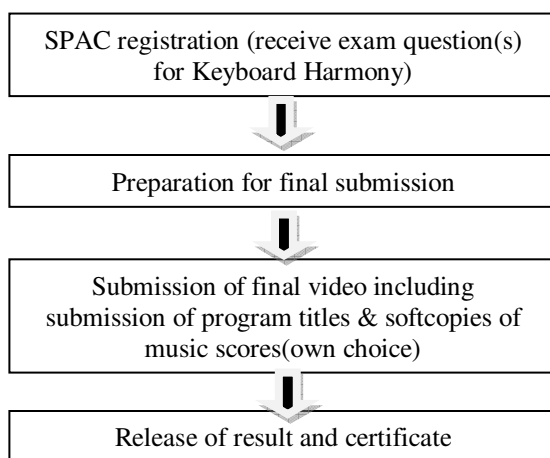 SPAC registration (receive exam question(s)
for Keyboard Harmony)
Preparation for final submission
Submission of final video including
submission of program titles & softcopies of
music scores(own choice)
Release of result and certificate